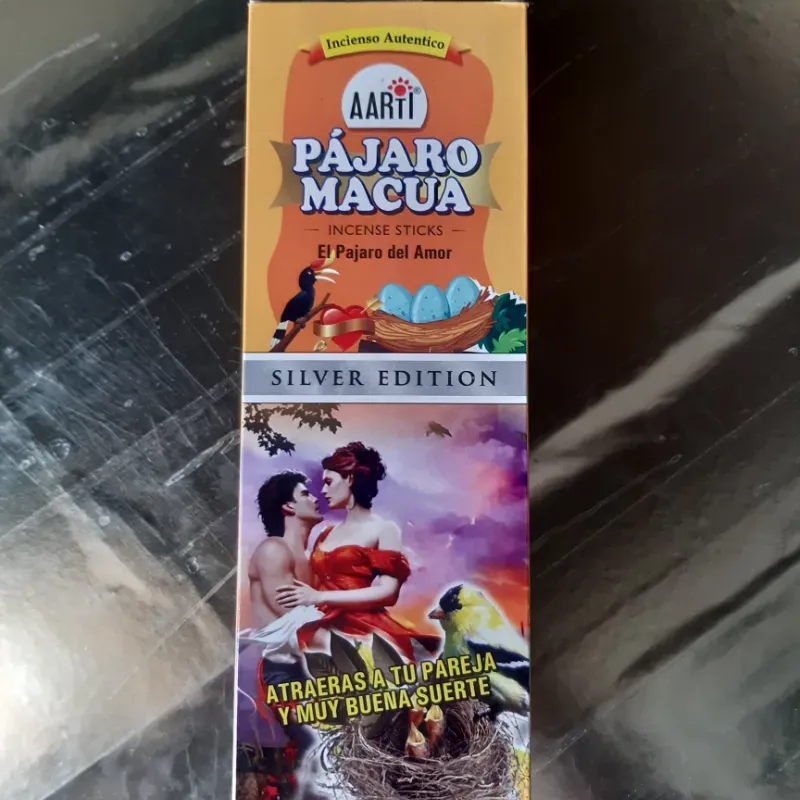 Incienso Autentico
AARTI®
PÁJARO
MACUA
INCENSE STICKS
El Pajaro del Amor
SILVER EDITION
ATRAERAS A TU PAREJA
Y MUY BUENA SUERTE